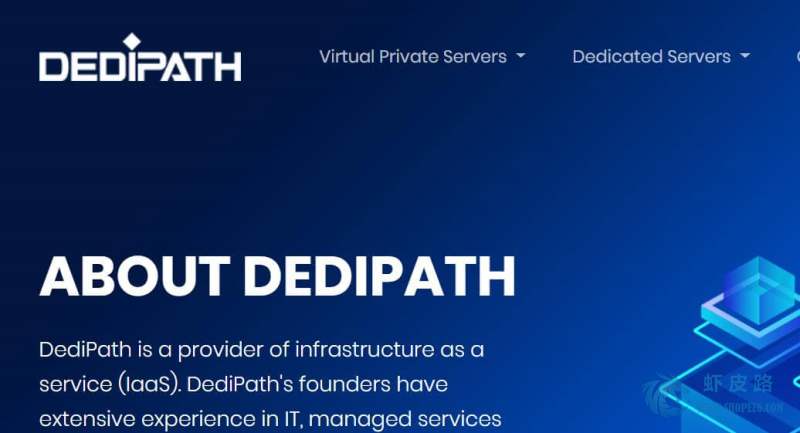 DEDIPATH
Virtual Private Servers
Dedicated Servers
ABOUT DEDIPATH
DediPath is a provider of infrastructure as a
service (IaaS). DediPath's founders have
extensive experience in IT, managed services
虾皮路